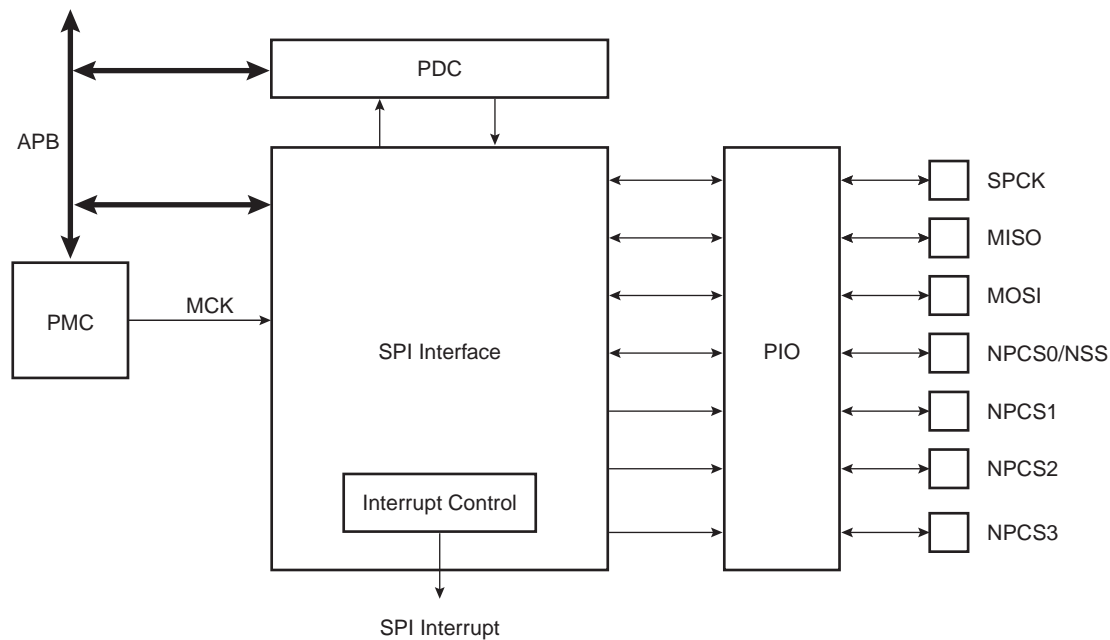 PDC
APB
SPCK
MISO
MCK
MOSI
PMC
SPI Interface
PIO
NPCS0/NSS
NPCS1
NPCS2
Interrupt Control
NPCS3
SPI Interrupt